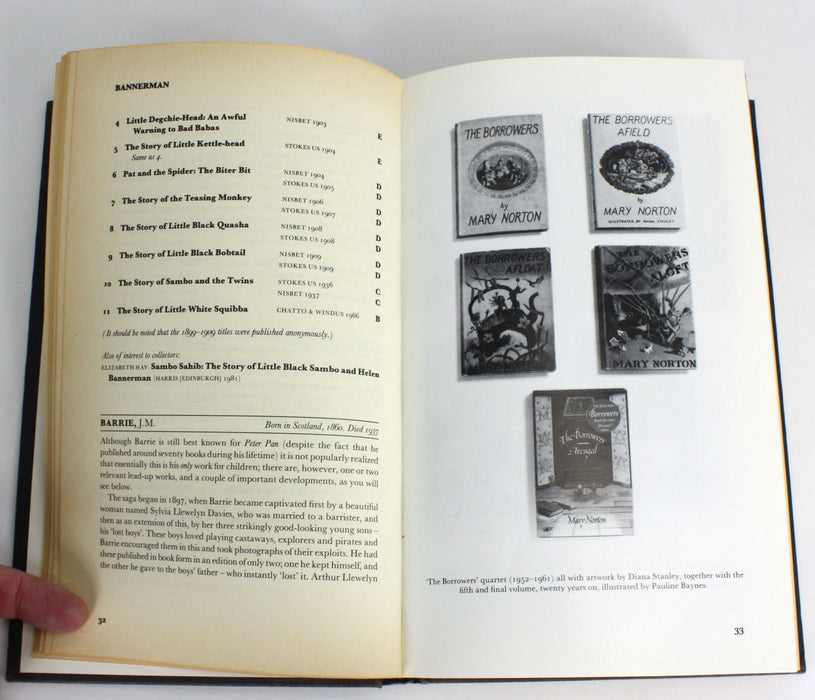 BANNERMAN
4 Little Degchie-Head: An Awful NISBET 1903
Warning to Bad Babas E
5 The Story of Little Kettle-head STOKES US 1904
Same as 4. E
6 Pat and the Spider: The Biter Bit NISBET 1904 D
STOKES US 1905 D
7 The Story of the Teasing Monkey NISBET 1906 D
STOKES US 1907 D
8 The Story of Little Black Quasha NISBET 1908 D
STOKES US 1908 D
9 The Story of Little Black Bobtail NISBET 1909 D
STOKES US 1909 D
10 The Story of Sambo and the Twins STOKES US 1936 C
NISBET 1937 C
11 The Story of Little White Squibba CHATTO & WINDUS 1966 B
(It should be noted that the 1899–1909 titles were published anonymously.)
Also of interest to collectors:
ELIZABETH HAY Sambo Sahib: The Story of Little Black Sambo and Helen
Bannerman (HARRIS [EDINBURGH] 1981)
BARRIE, J.M. Born in Scotland, 1860. Died 1937
Although Barrie is still best known for Peter Pan (despite the fact that he
published around seventy books during his lifetime) it is not popularly realized
that essentially this is his only work for children; there are, however, one or two
relevant lead-up works, and a couple of important developments, as you will
see below.
The saga began in 1897, when Barrie became captivated first by a beautiful
woman named Sylvia Llewelyn Davies, who was married to a barrister, and
then as an extension of this, by her three strikingly good-looking young sons –
his 'lost boys'. These boys loved playing castaways, explorers and pirates and
Barrie encouraged them in this and took photographs of their exploits. He had
these published in book form in an edition of only two; one he kept himself, and
the other he gave to the boys' father – who instantly 'lost' it. Arthur Llewelyn
32
THE BORROWERS
by
MARY NORTON
THE BORROWERS
AFIELD
by
MARY NORTON
ILLUSTRATED BY DIANA STANLEY
THE BORROWERS
AFLOAT
MARY NORTON
THE
BORROWERS
ALOFT
MARY NORTON
Borrowers
The Borrowers
Avenged
Mary Norton
'The Borrowers' quartet (1952–1961) all with artwork by Diana Stanley, together with the
fifth and final volume, twenty years on, illustrated by Pauline Baynes.
33